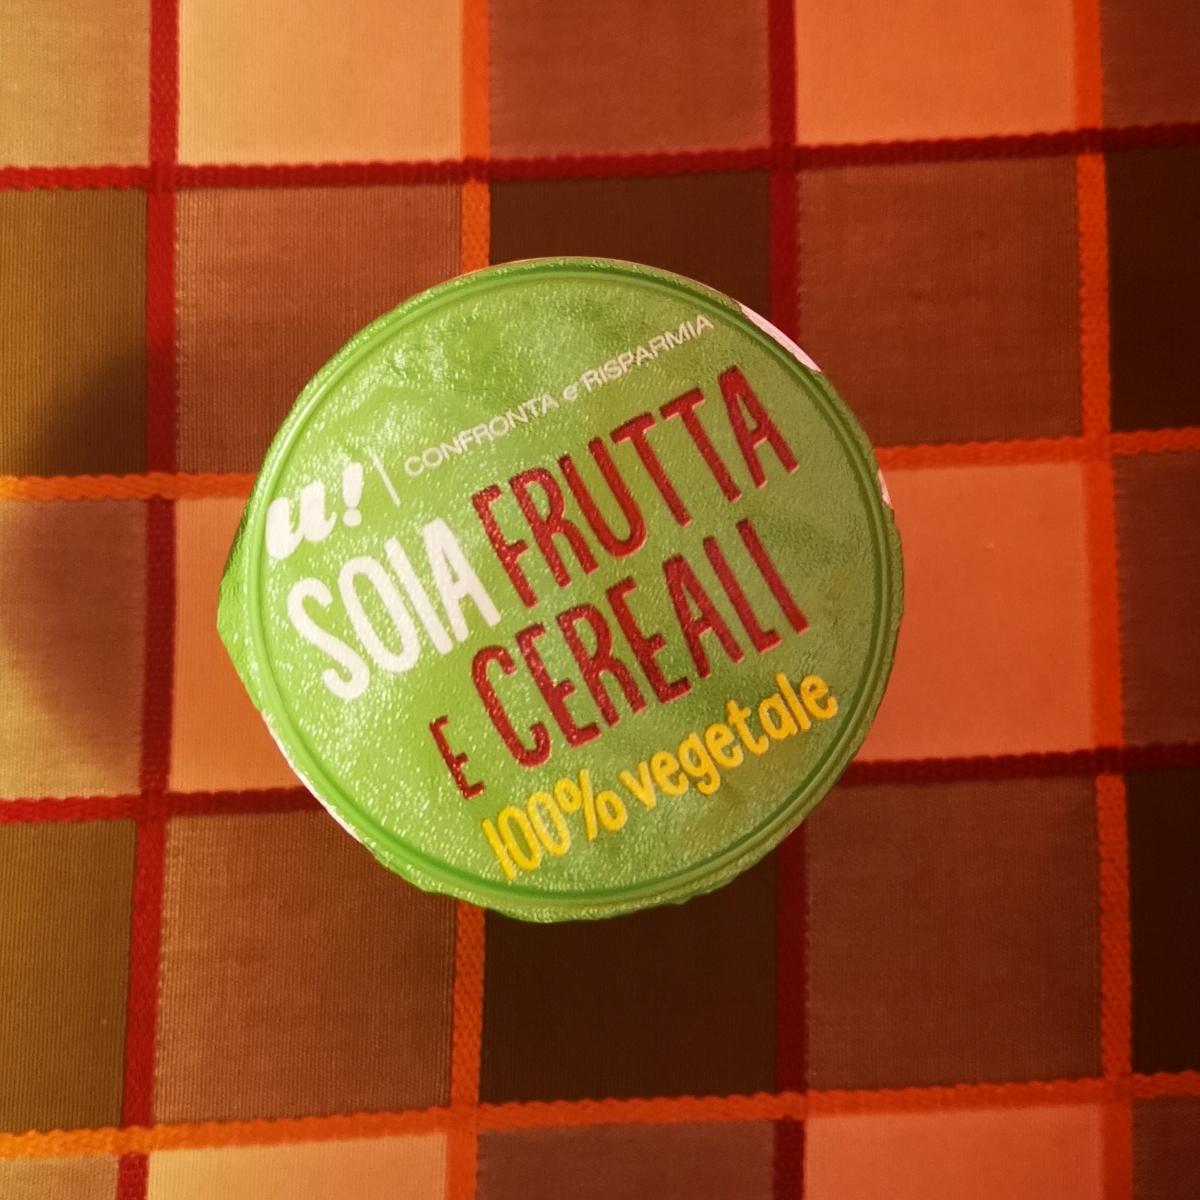 u! | CONFRONTA e RISPARMIA
SOIA FRUTTA
E CEREALI
100% vegetale